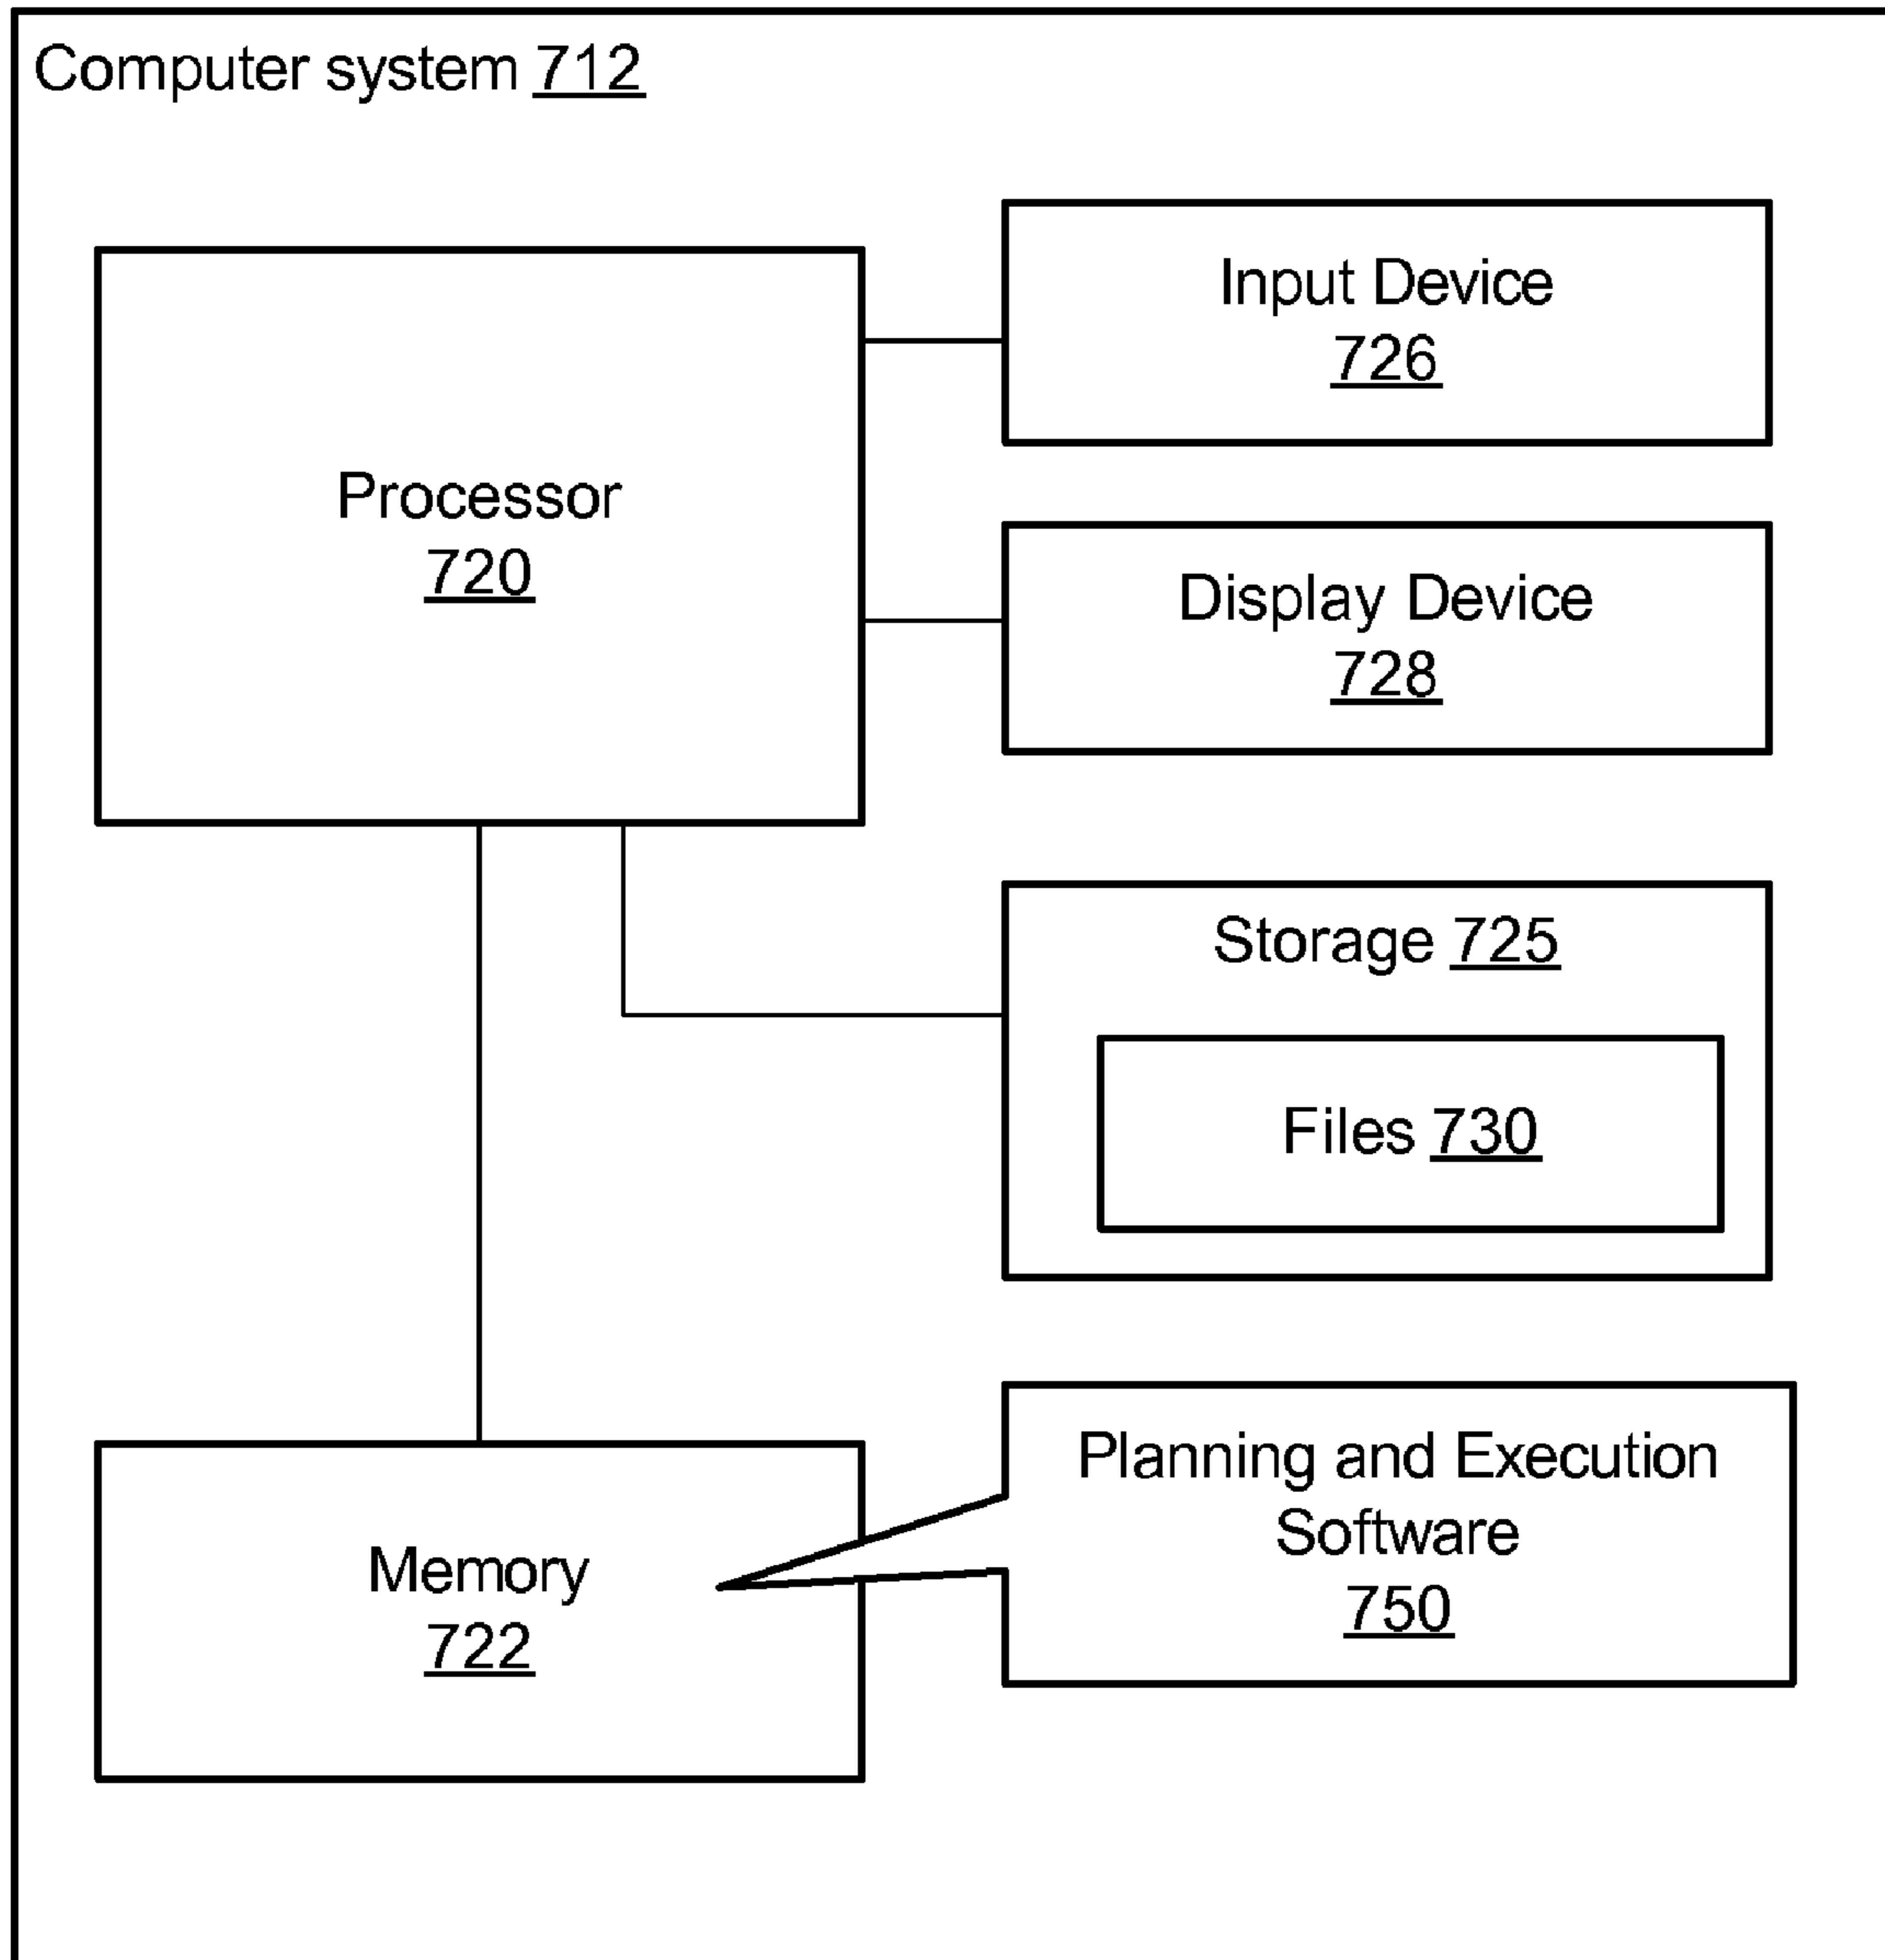 Computer system 712
Input Device
726
Processor
720
Display Device
728
Storage 725
Files 730
Planning and Execution
Software
750
Memory
722